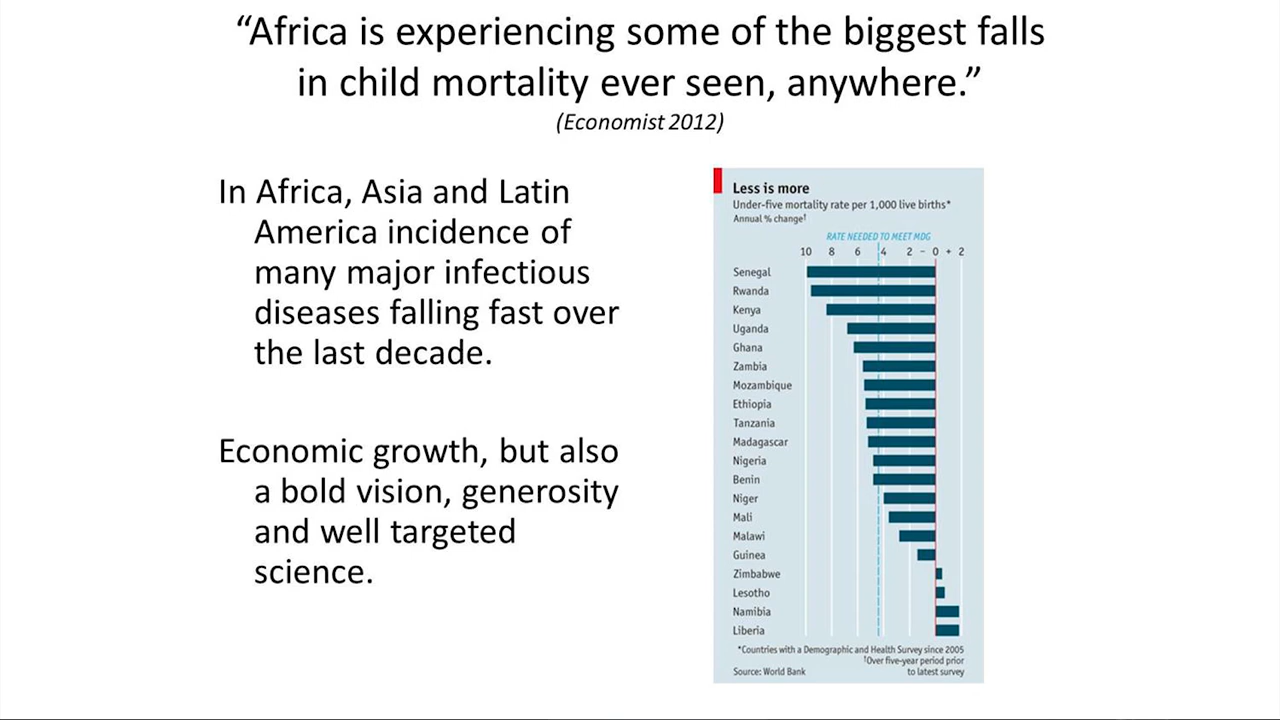 “Africa is experiencing some of the biggest falls
in child mortality ever seen, anywhere.”
(Economist 2012)
In Africa, Asia and Latin
America incidence of
many major infectious
diseases falling fast over
the last decade.
Economic growth, but also
a bold vision, generosity
and well targeted
science.
Less is more
Under-five mortality rate per 1,000 live births*
Annual % change†
RATE NEEDED TO MEET MDG
10 8 6 4 2 – 0 + 2
Senegal
Rwanda
Kenya
Uganda
Ghana
Zambia
Mozambique
Ethiopia
Tanzania
Madagascar
Nigeria
Benin
Niger
Mali
Malawi
Guinea
Zimbabwe
Lesotho
Namibia
Liberia
*Countries with a Demographic and Health Survey since 2005
†Over five-year period prior
Source: World Bank to latest survey